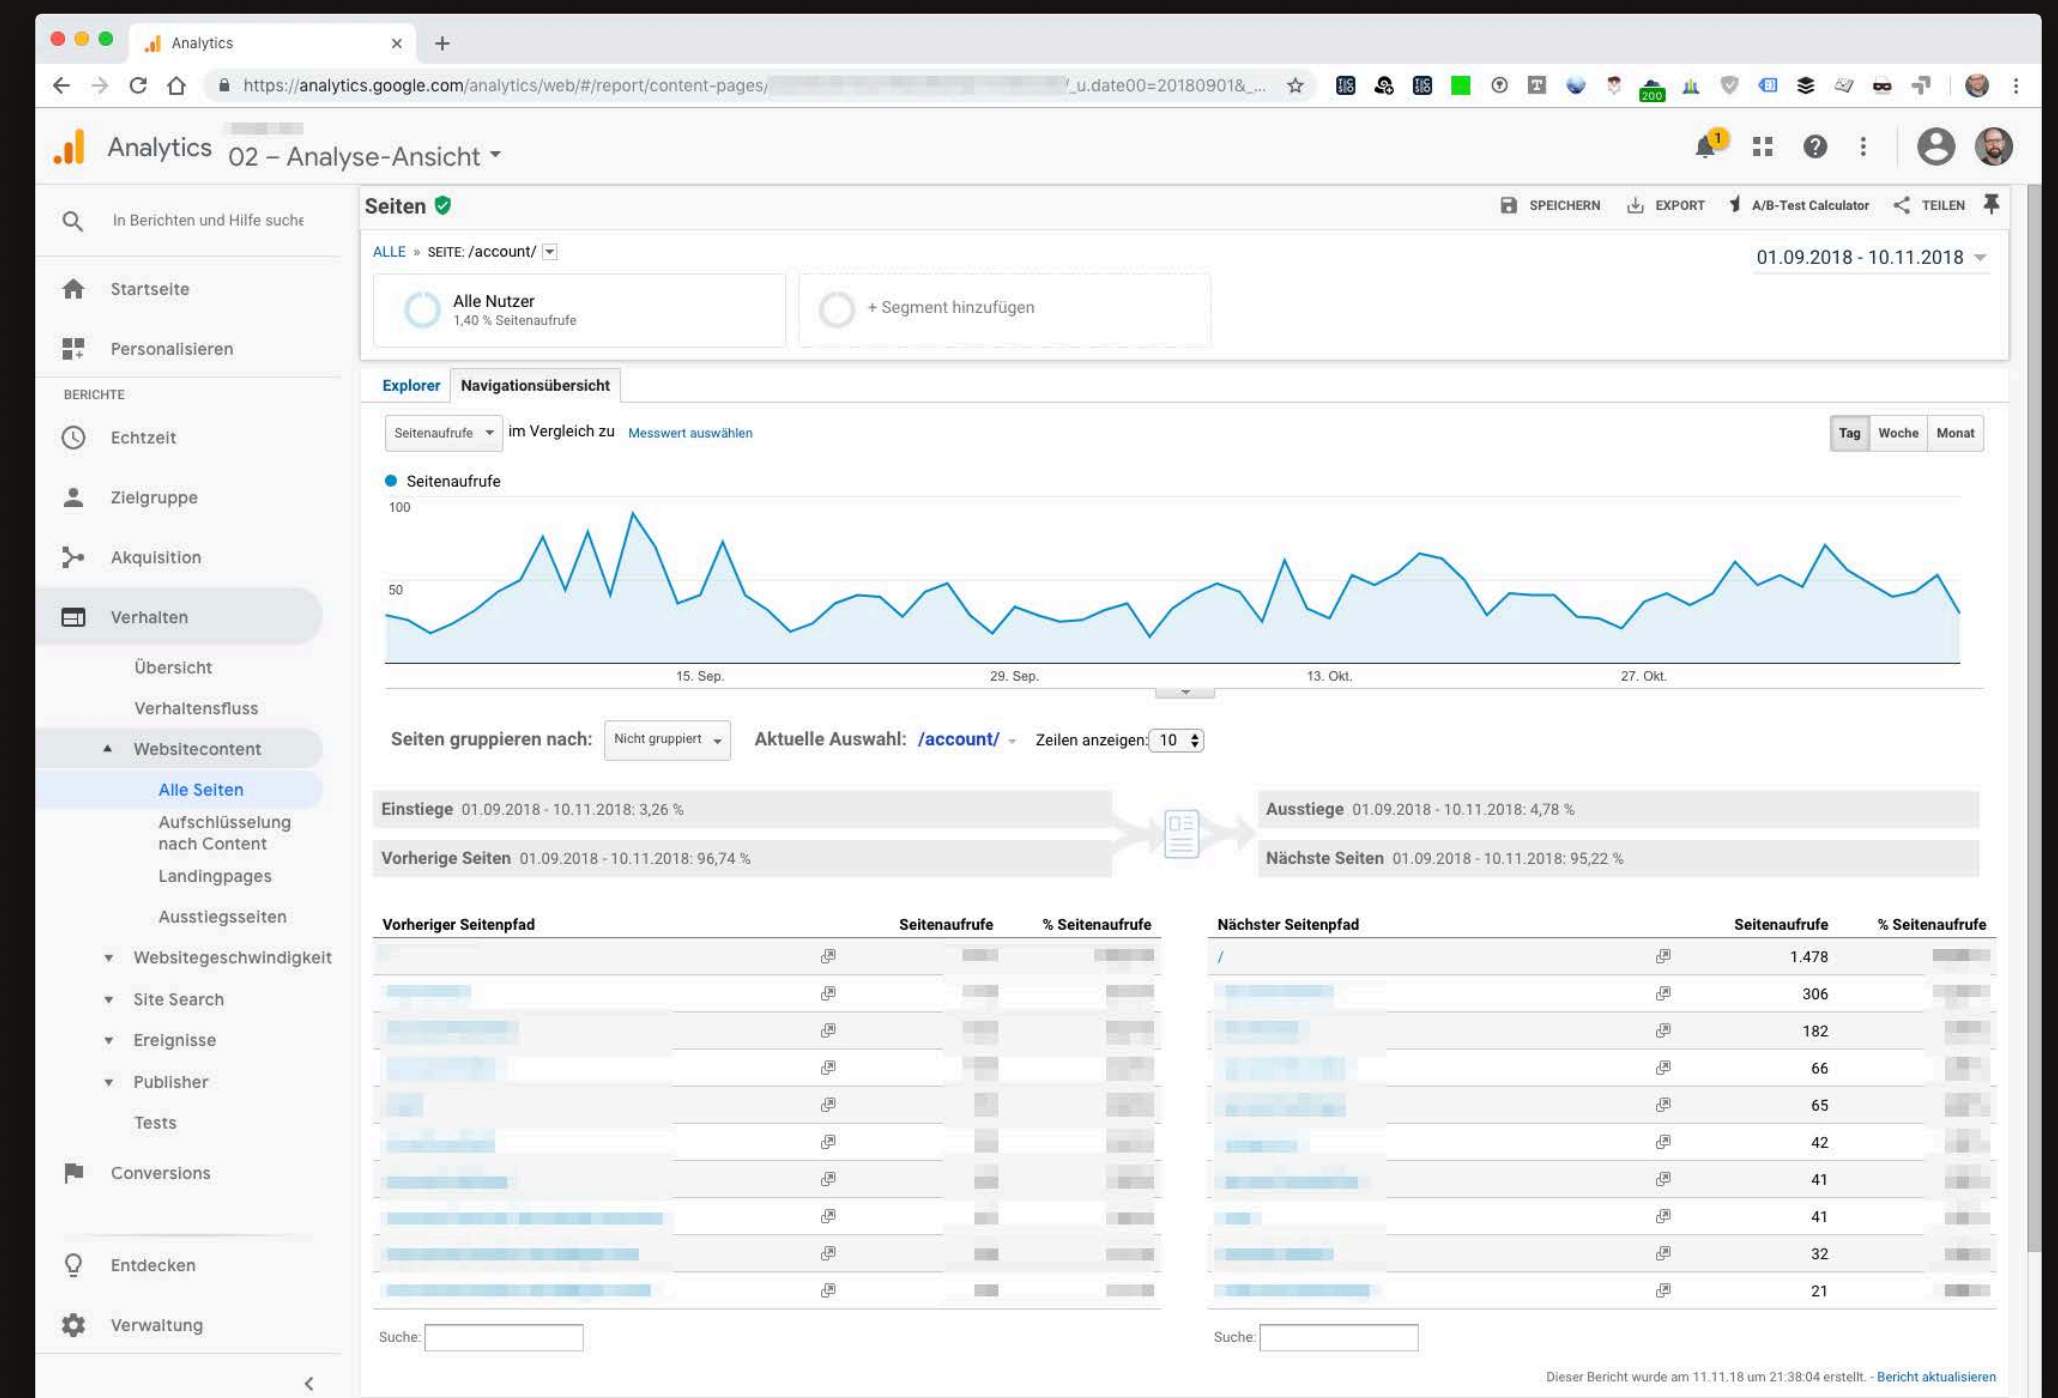 Analytics
https://analytics.google.com/analytics/web/#/report/content-pages/ /_u.date00=20180901&_...
200
Analytics
02 – Analyse-Ansicht
1
In Berichten und Hilfe suche
Startseite
Personalisieren
BERICHTE
Echtzeit
Zielgruppe
Akquisition
Verhalten
Übersicht
Verhaltensfluss
Websitecontent
Alle Seiten
Aufschlüsselung
nach Content
Landingpages
Ausstiegsseiten
Websitegeschwindigkeit
Site Search
Ereignisse
Publisher
Tests
Conversions
Entdecken
Verwaltung
Seiten
SPEICHERN EXPORT A/B-Test Calculator TEILEN
ALLE » SEITE: /account/
01.09.2018 - 10.11.2018
Alle Nutzer
1,40 % Seitenaufrufe
+ Segment hinzufügen
Explorer Navigationsübersicht
Seitenaufrufe im Vergleich zu Messwert auswählen
Tag Woche Monat
Seitenaufrufe
100
50
15. Sep. 29. Sep. 13. Okt. 27. Okt.
Seiten gruppieren nach: Nicht gruppiert Aktuelle Auswahl: /account/ Zeilen anzeigen: 10
Einstiege 01.09.2018 - 10.11.2018: 3,26 %
Vorherige Seiten 01.09.2018 - 10.11.2018: 96,74 %
Ausstiege 01.09.2018 - 10.11.2018: 4,78 %
Nächste Seiten 01.09.2018 - 10.11.2018: 95,22 %
Vorheriger Seitenpfad Seitenaufrufe % Seitenaufrufe
Suche:
Nächster Seitenpfad Seitenaufrufe % Seitenaufrufe
/ 1.478
306
182
66
65
42
41
41
32
21
Suche:
Dieser Bericht wurde am 11.11.18 um 21:38:04 erstellt. - Bericht aktualisieren